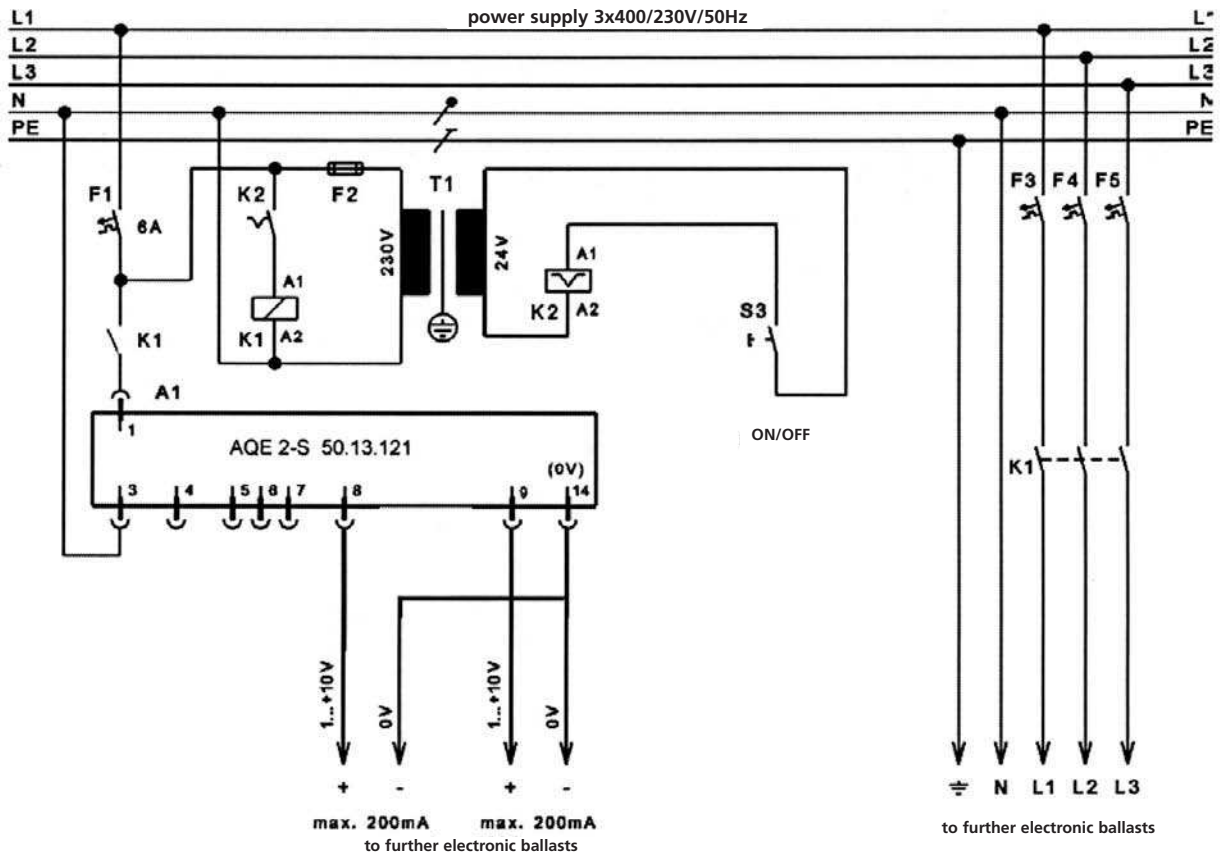 power supply 3x400/230V/50Hz
L1
L2 L2
L3 L3
N
PE PE
F1
6A
K2
F2
T1
230V
24V
A1
K1 A2
A1
K2 A2
S3
F3 F4 F5
K1
A1
1
AQE 2-S 50.13.121
(0V)
3 4 5 6 7 8 9 14
ON/OFF
K1
1...+10V
0V
1...+10V
0V
+ - + -
N L1 L2 L3
max. 200mA max. 200mA
to further electronic ballasts
to further electronic ballasts